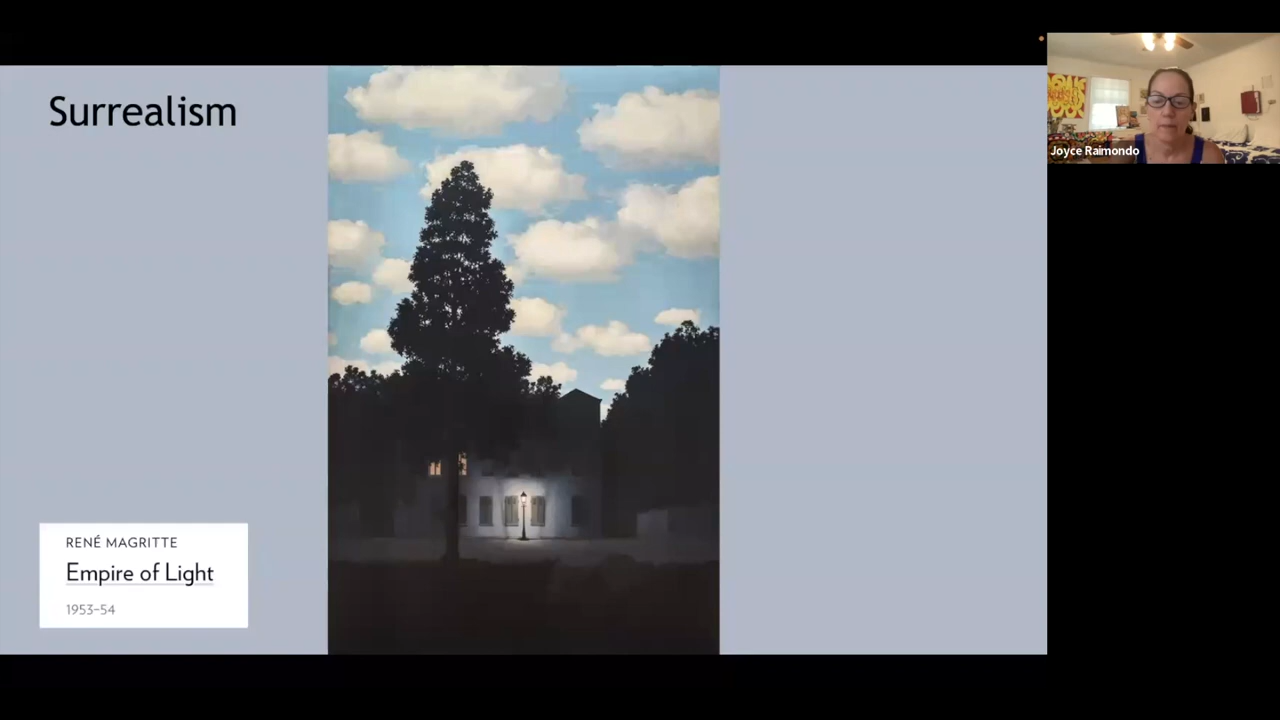 Surrealism
RENÉ MAGRITTE
Empire of Light
1953–54
Joyce Raimondo